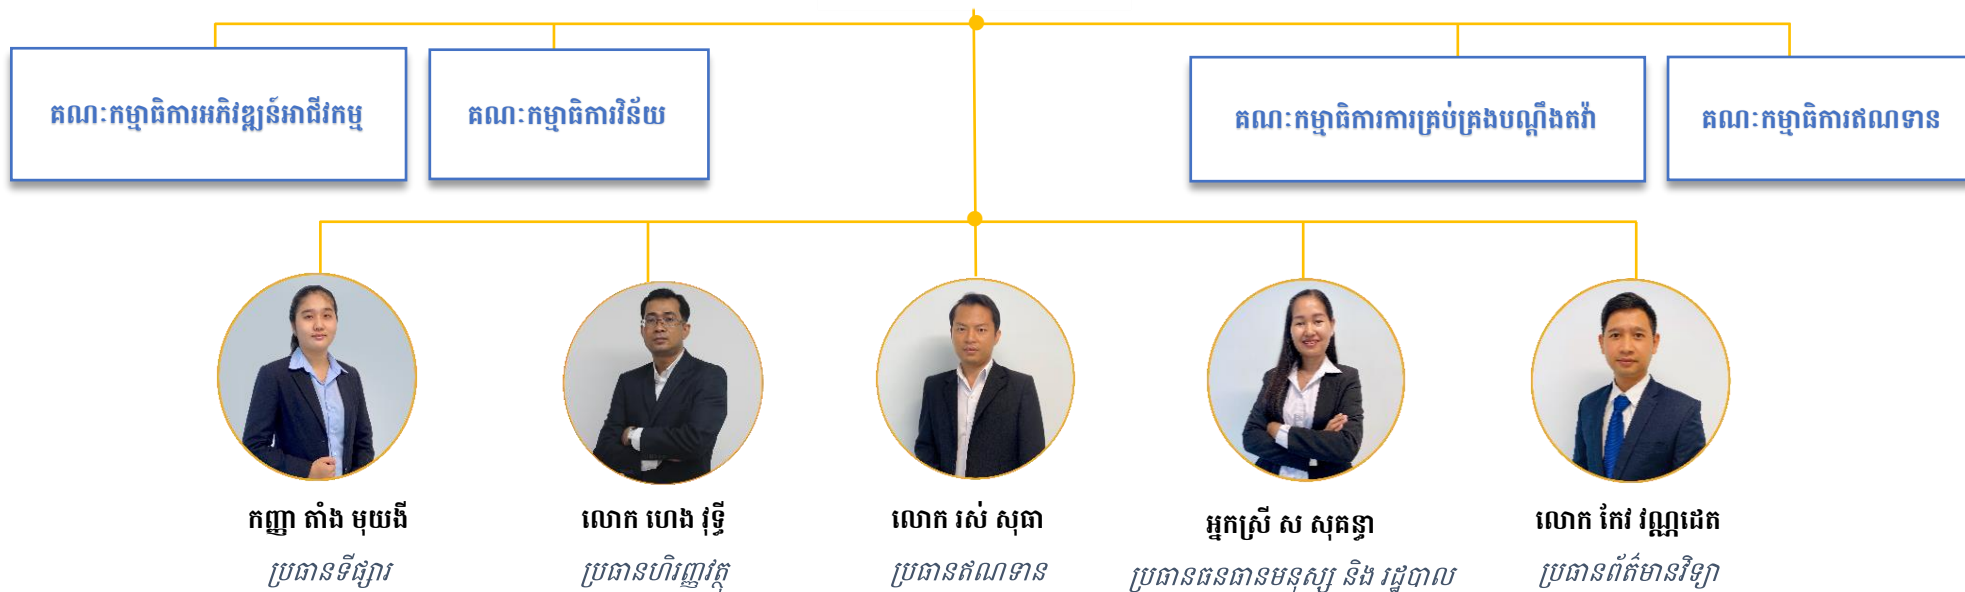 គណៈកម្មាធិការអភិវឌ្ឍន៍អាជីវកម្ម
គណៈកម្មាធិការវិន័យ
គណៈកម្មាធិការការគ្រប់គ្រងបណ្ដឹងតវ៉ា
គណៈកម្មាធិការឥណទាន
កញ្ញា តាំង មុយងី
លោក ហេង វុទ្ធី
លោក រស់ សុធា
អ្នកស្រី ស សុគន្ធា
លោក កែវ វណ្ណដេត
ប្រធានទីផ្សារ
ប្រធានហិរញ្ញវត្ថុ
ប្រធានឥណទាន
ប្រធានធនធានមនុស្ស និង រដ្ឋបាល
ប្រធានព័ត៌មានវិទ្យា